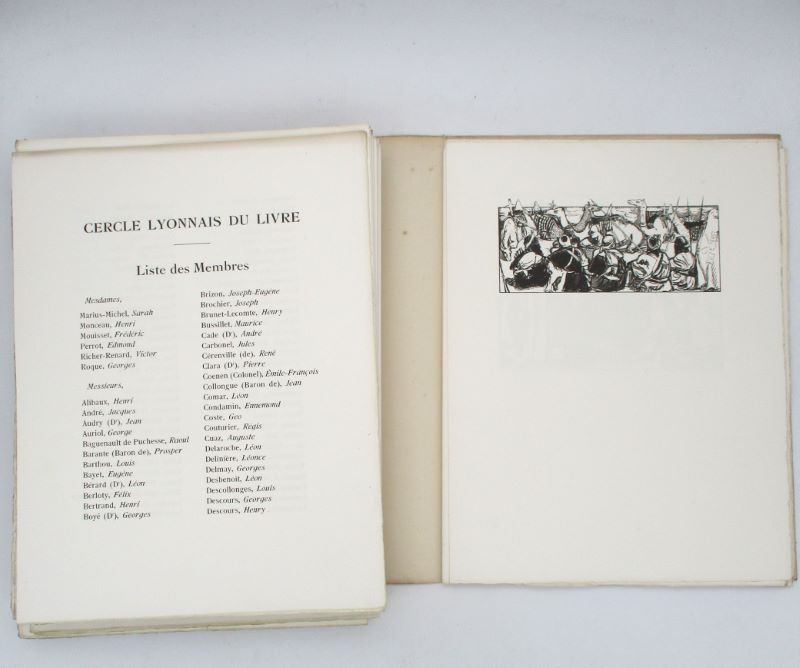 CERCLE LYONNAIS DU LIVRE
Liste des Membres
Mesdames,
Marius-Michel, Sarah
Monceau, Henri
Mouisset, Frédéric
Perrot, Edmond
Richer-Renard, Victor
Roque, Georges
Messieurs,
Alibaux, Henri
André, Jacques
Audry (Dr), Jean
Auriol, George
Baguenault de Puchesse, Raoul
Barante (Baron de), Prosper
Barthou, Louis
Bayet, Eugène
Bérard (Dr), Léon
Berloty, Félix
Bertrand, Henri
Boyé (Dr), Georges
Brizon, Joseph-Eugène
Brochier, Joseph
Brunet-Lecomte, Henry
Bussillet, Maurice
Cade (Dr), André
Carbonel, Jules
Cérenville (de), René
Clara (Dr), Pierre
Coenen (Colonel), Émile-François
Collongue (Baron de), Jean
Comar, Léon
Condamin, Ennemond
Coste, Geo
Couturier, Régis
Cuaz, Auguste
Delaroche, Léon
Delinière, Léonce
Delmay, Georges
Desbenoit, Léon
Descollonges, Louis
Descours, Georges
Descours, Henry